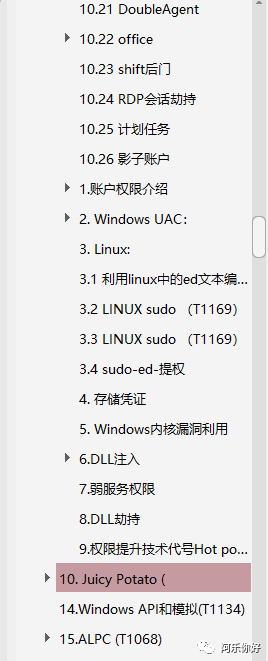 10.21 DoubleAgent
10.22 office
10.23 shift后门
10.24 RDP会话劫持
10.25 计划任务
10.26 影子账户
1.账户权限介绍
2. Windows UAC：
3. Linux:
3.1 利用linux中的ed文本编...
3.2 LINUX sudo （T1169）
3.3 LINUX sudo （T1169）
3.4 sudo-ed-提权
4. 存储凭证
5. Windows内核漏洞利用
6.DLL注入
7.弱服务权限
8.DLL劫持
9.权限提升技术代号Hot po...
10. Juicy Potato (
14.Windows API和模拟(T1134)
15.ALPC (T1068)
阿乐你好